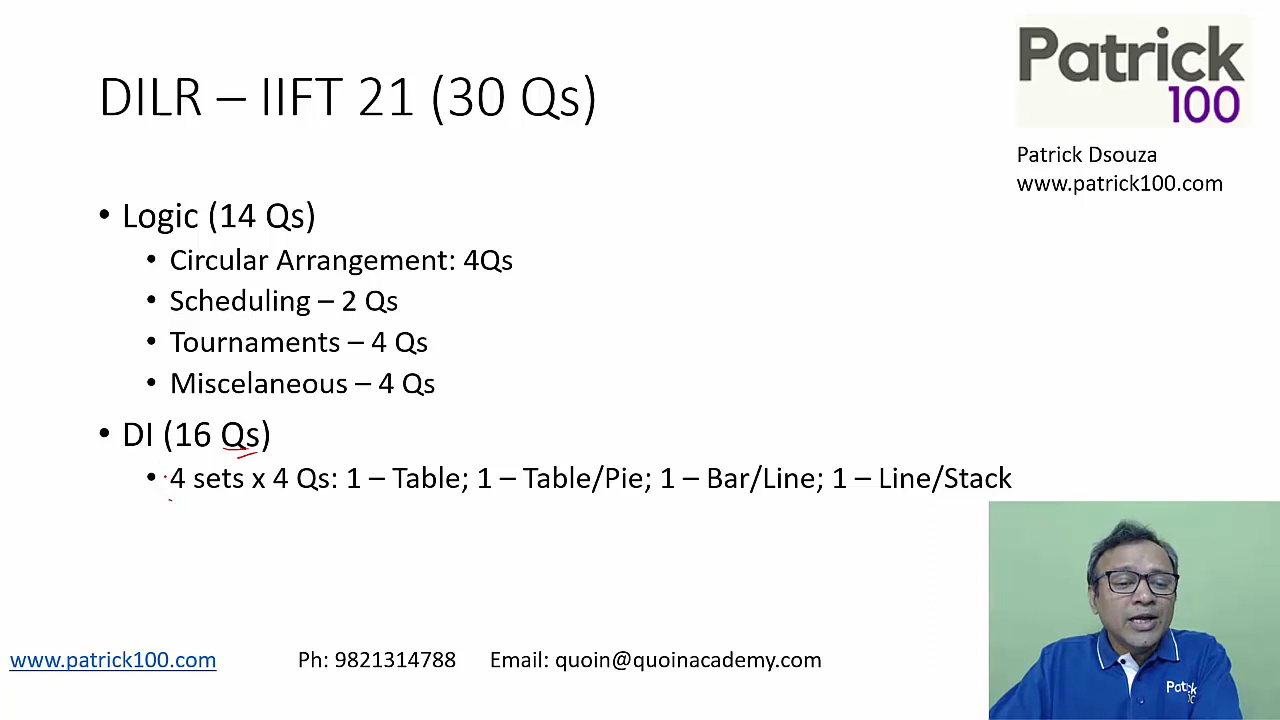 DILR – IIFT 21 (30 Qs)
Patrick
100
Patrick Dsouza
www.patrick100.com
• Logic (14 Qs)
• Circular Arrangement: 4Qs
• Scheduling – 2 Qs
• Tournaments – 4 Qs
• Miscelaneous – 4 Qs
• DI (16 Qs)
• 4 sets x 4 Qs: 1 – Table; 1 – Table/Pie; 1 – Bar/Line; 1 – Line/Stack
www.patrick100.com Ph: 9821314788 Email: quoin@quoinacademy.com
Patrick